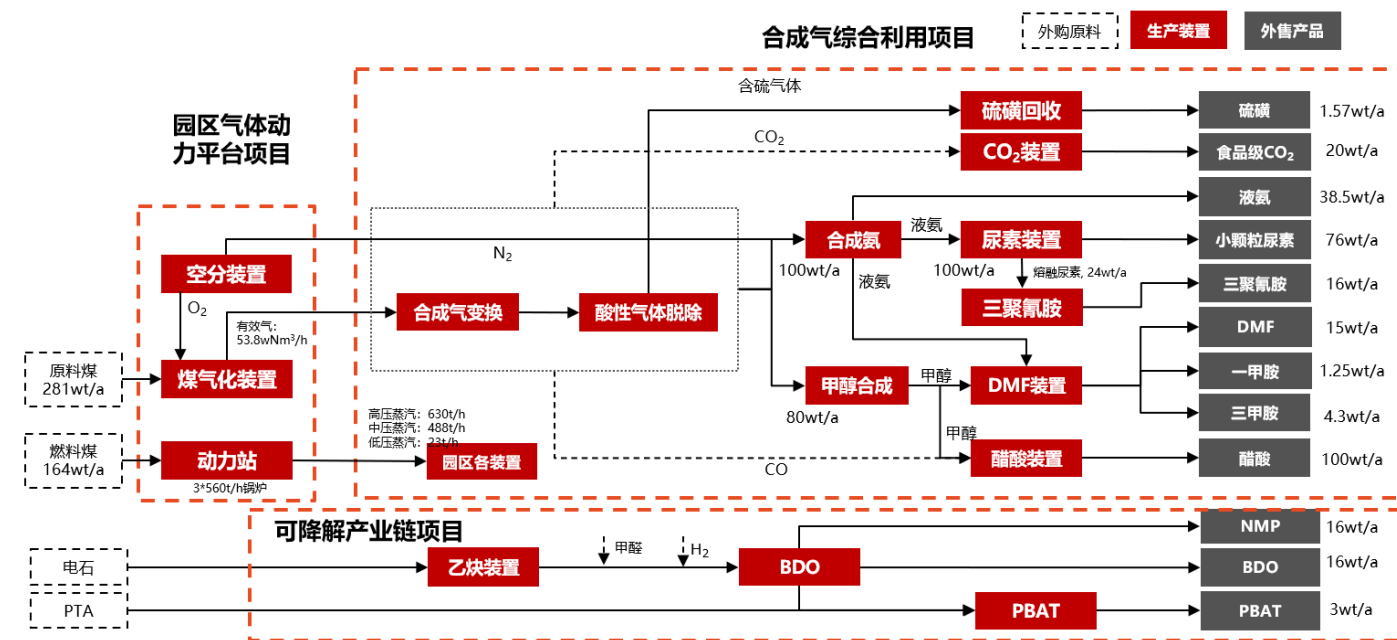 合成气综合利用项目
外购原料
生产装置
外售产品
园区气体动
力平台项目
含硫气体
硫磺回收
硫磺
1.57wt/a
CO₂
CO₂装置
食品级CO₂
20wt/a
液氨
38.5wt/a
空分装置
N₂
合成氨
100wt/a
液氨
尿素装置
100wt/a
小颗粒尿素
76wt/a
熔融尿素, 24wt/a
液氨
三聚氰胺
三聚氰胺
16wt/a
O₂
有效气：
53.8wNm³/h
合成气变换
酸性气体脱除
DMF
15wt/a
原料煤
281wt/a
煤气化装置
甲醇合成
80wt/a
甲醇
DMF装置
一甲胺
1.25wt/a
三甲胺
4.3wt/a
燃料煤
164wt/a
动力站
3*560t/h锅炉
高压蒸汽：630t/h
中压蒸汽：488t/h
低压蒸汽：23t/h
园区各装置
CO
甲醇
醋酸装置
醋酸
100wt/a
可降解产业链项目
NMP
16wt/a
电石
乙炔装置
甲醛
H₂
BDO
BDO
16wt/a
PTA
PBAT
PBAT
3wt/a